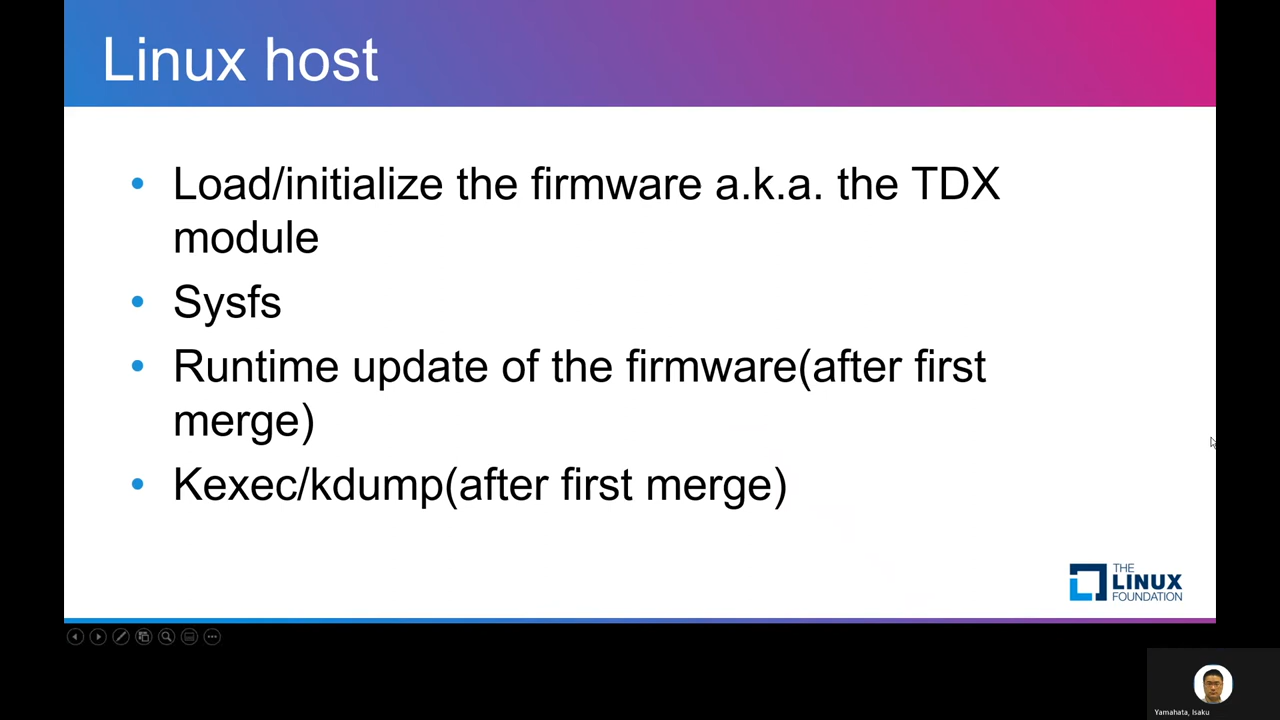 Linux host
• Load/initialize the firmware a.k.a. the TDX
module
• Sysfs
• Runtime update of the firmware(after first
merge)
• Kexec/kdump(after first merge)
THE
LINUX
FOUNDATION
Yamahata, Isaku